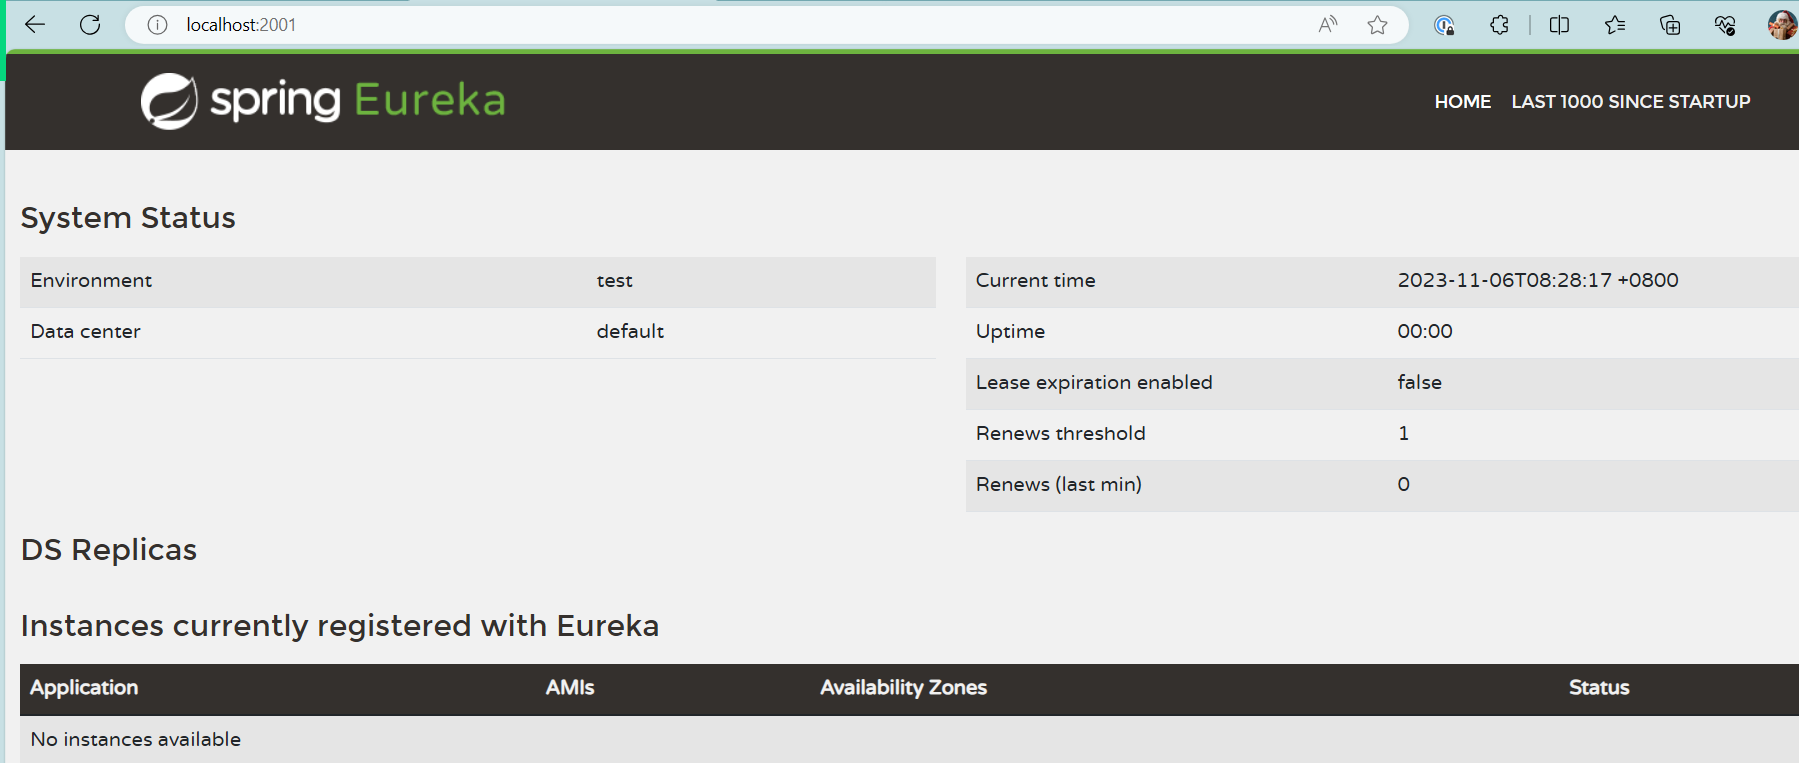 localhost:2001
spring Eureka
HOME LAST 1000 SINCE STARTUP
System Status
Environment test
Data center default
Current time 2023-11-06T08:28:17 +0800
Uptime 00:00
Lease expiration enabled false
Renews threshold 1
Renews (last min) 0
DS Replicas
Instances currently registered with Eureka
Application AMIs Availability Zones Status
No instances available